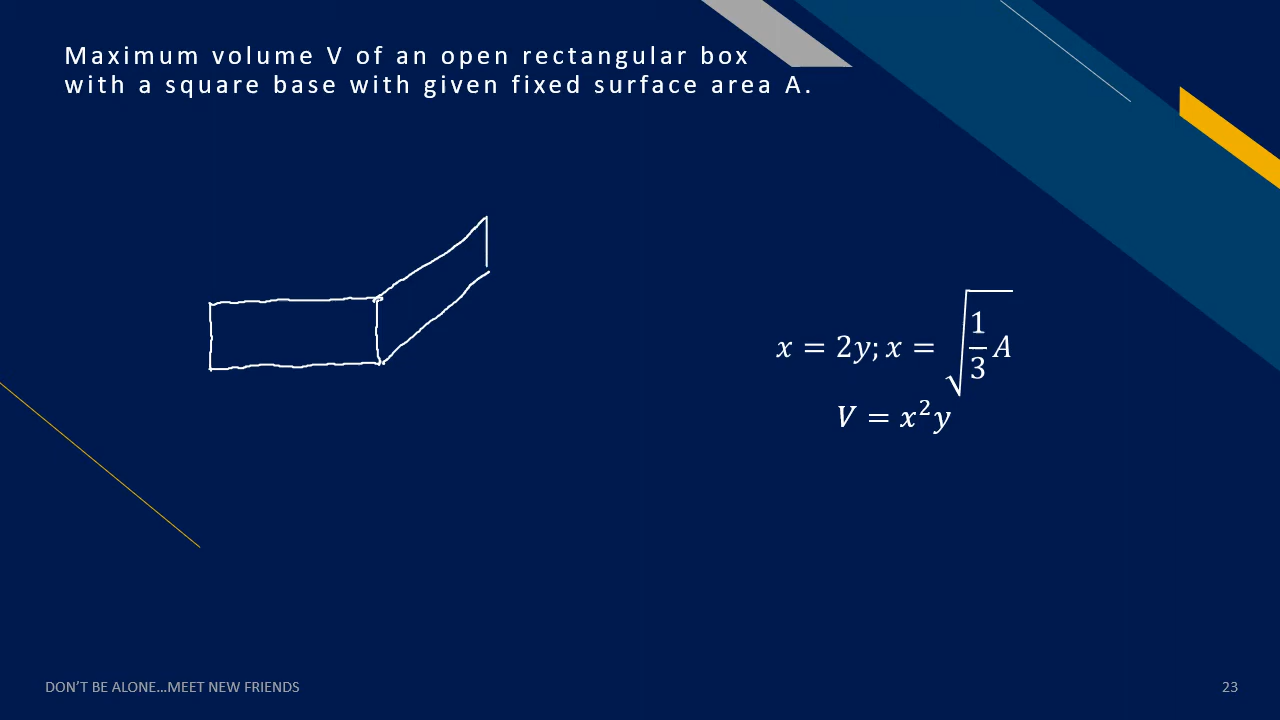 Maximum volume V of an open rectangular box
with a square base with given fixed surface area A.
x = 2y; x = √(1/3 A)
V = x²y
DON'T BE ALONE…MEET NEW FRIENDS
23